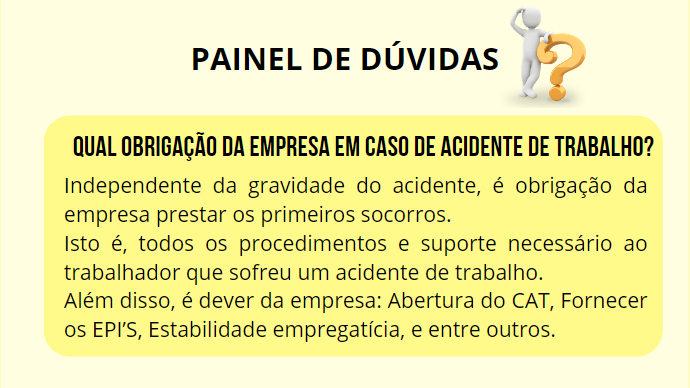 PAINEL DE DÚVIDAS
QUAL OBRIGAÇÃO DA EMPRESA EM CASO DE ACIDENTE DE TRABALHO?
Independente da gravidade do acidente, é obrigação da
empresa prestar os primeiros socorros.
Isto é, todos os procedimentos e suporte necessário ao
trabalhador que sofreu um acidente de trabalho.
Além disso, é dever da empresa: Abertura do CAT, Fornecer
os EPI’S, Estabilidade empregatícia, e entre outros.